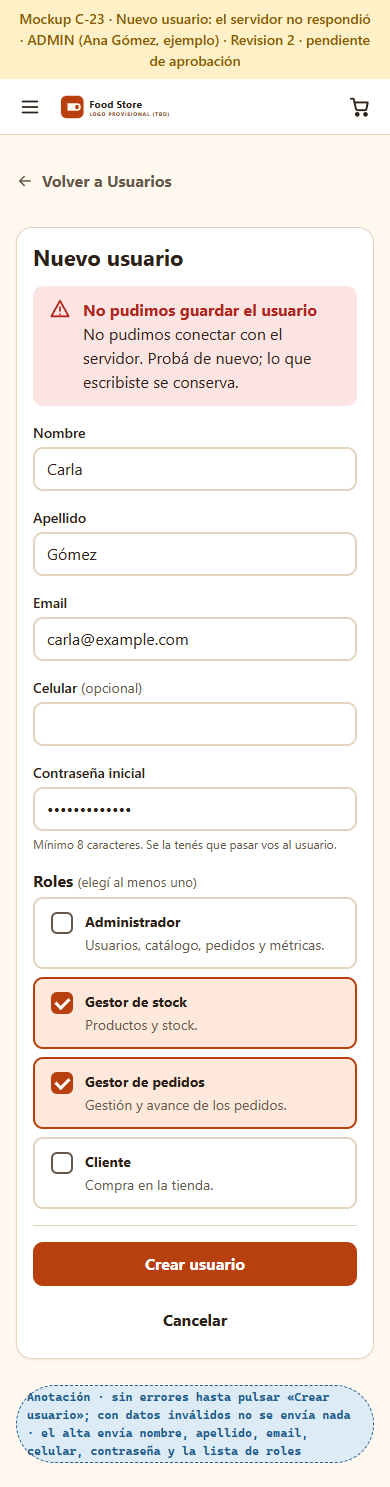 Mockup C-23 · Nuevo usuario: el servidor no respondió
· ADMIN (Ana Gómez, ejemplo) · Revision 2 · pendiente
de aprobación
Food Store
LOGO PROVISIONAL (TBD)
← Volver a Usuarios
Nuevo usuario
No pudimos guardar el usuario
No pudimos conectar con el
servidor. Probá de nuevo; lo que
escribiste se conserva.
Nombre
Carla
Apellido
Gómez
Email
carla@example.com
Celular (opcional)
Contraseña inicial
•••••••••••••
Mínimo 8 caracteres. Se la tenés que pasar vos al usuario.
Roles (elegí al menos uno)
Administrador
Usuarios, catálogo, pedidos y métricas.
Gestor de stock
Productos y stock.
Gestor de pedidos
Gestión y avance de los pedidos.
Cliente
Compra en la tienda.
Crear usuario
Cancelar
Anotación · sin errores hasta pulsar «Crear
usuario»; con datos inválidos no se envía nada
· el alta envía nombre, apellido, email,
celular, contraseña y la lista de roles